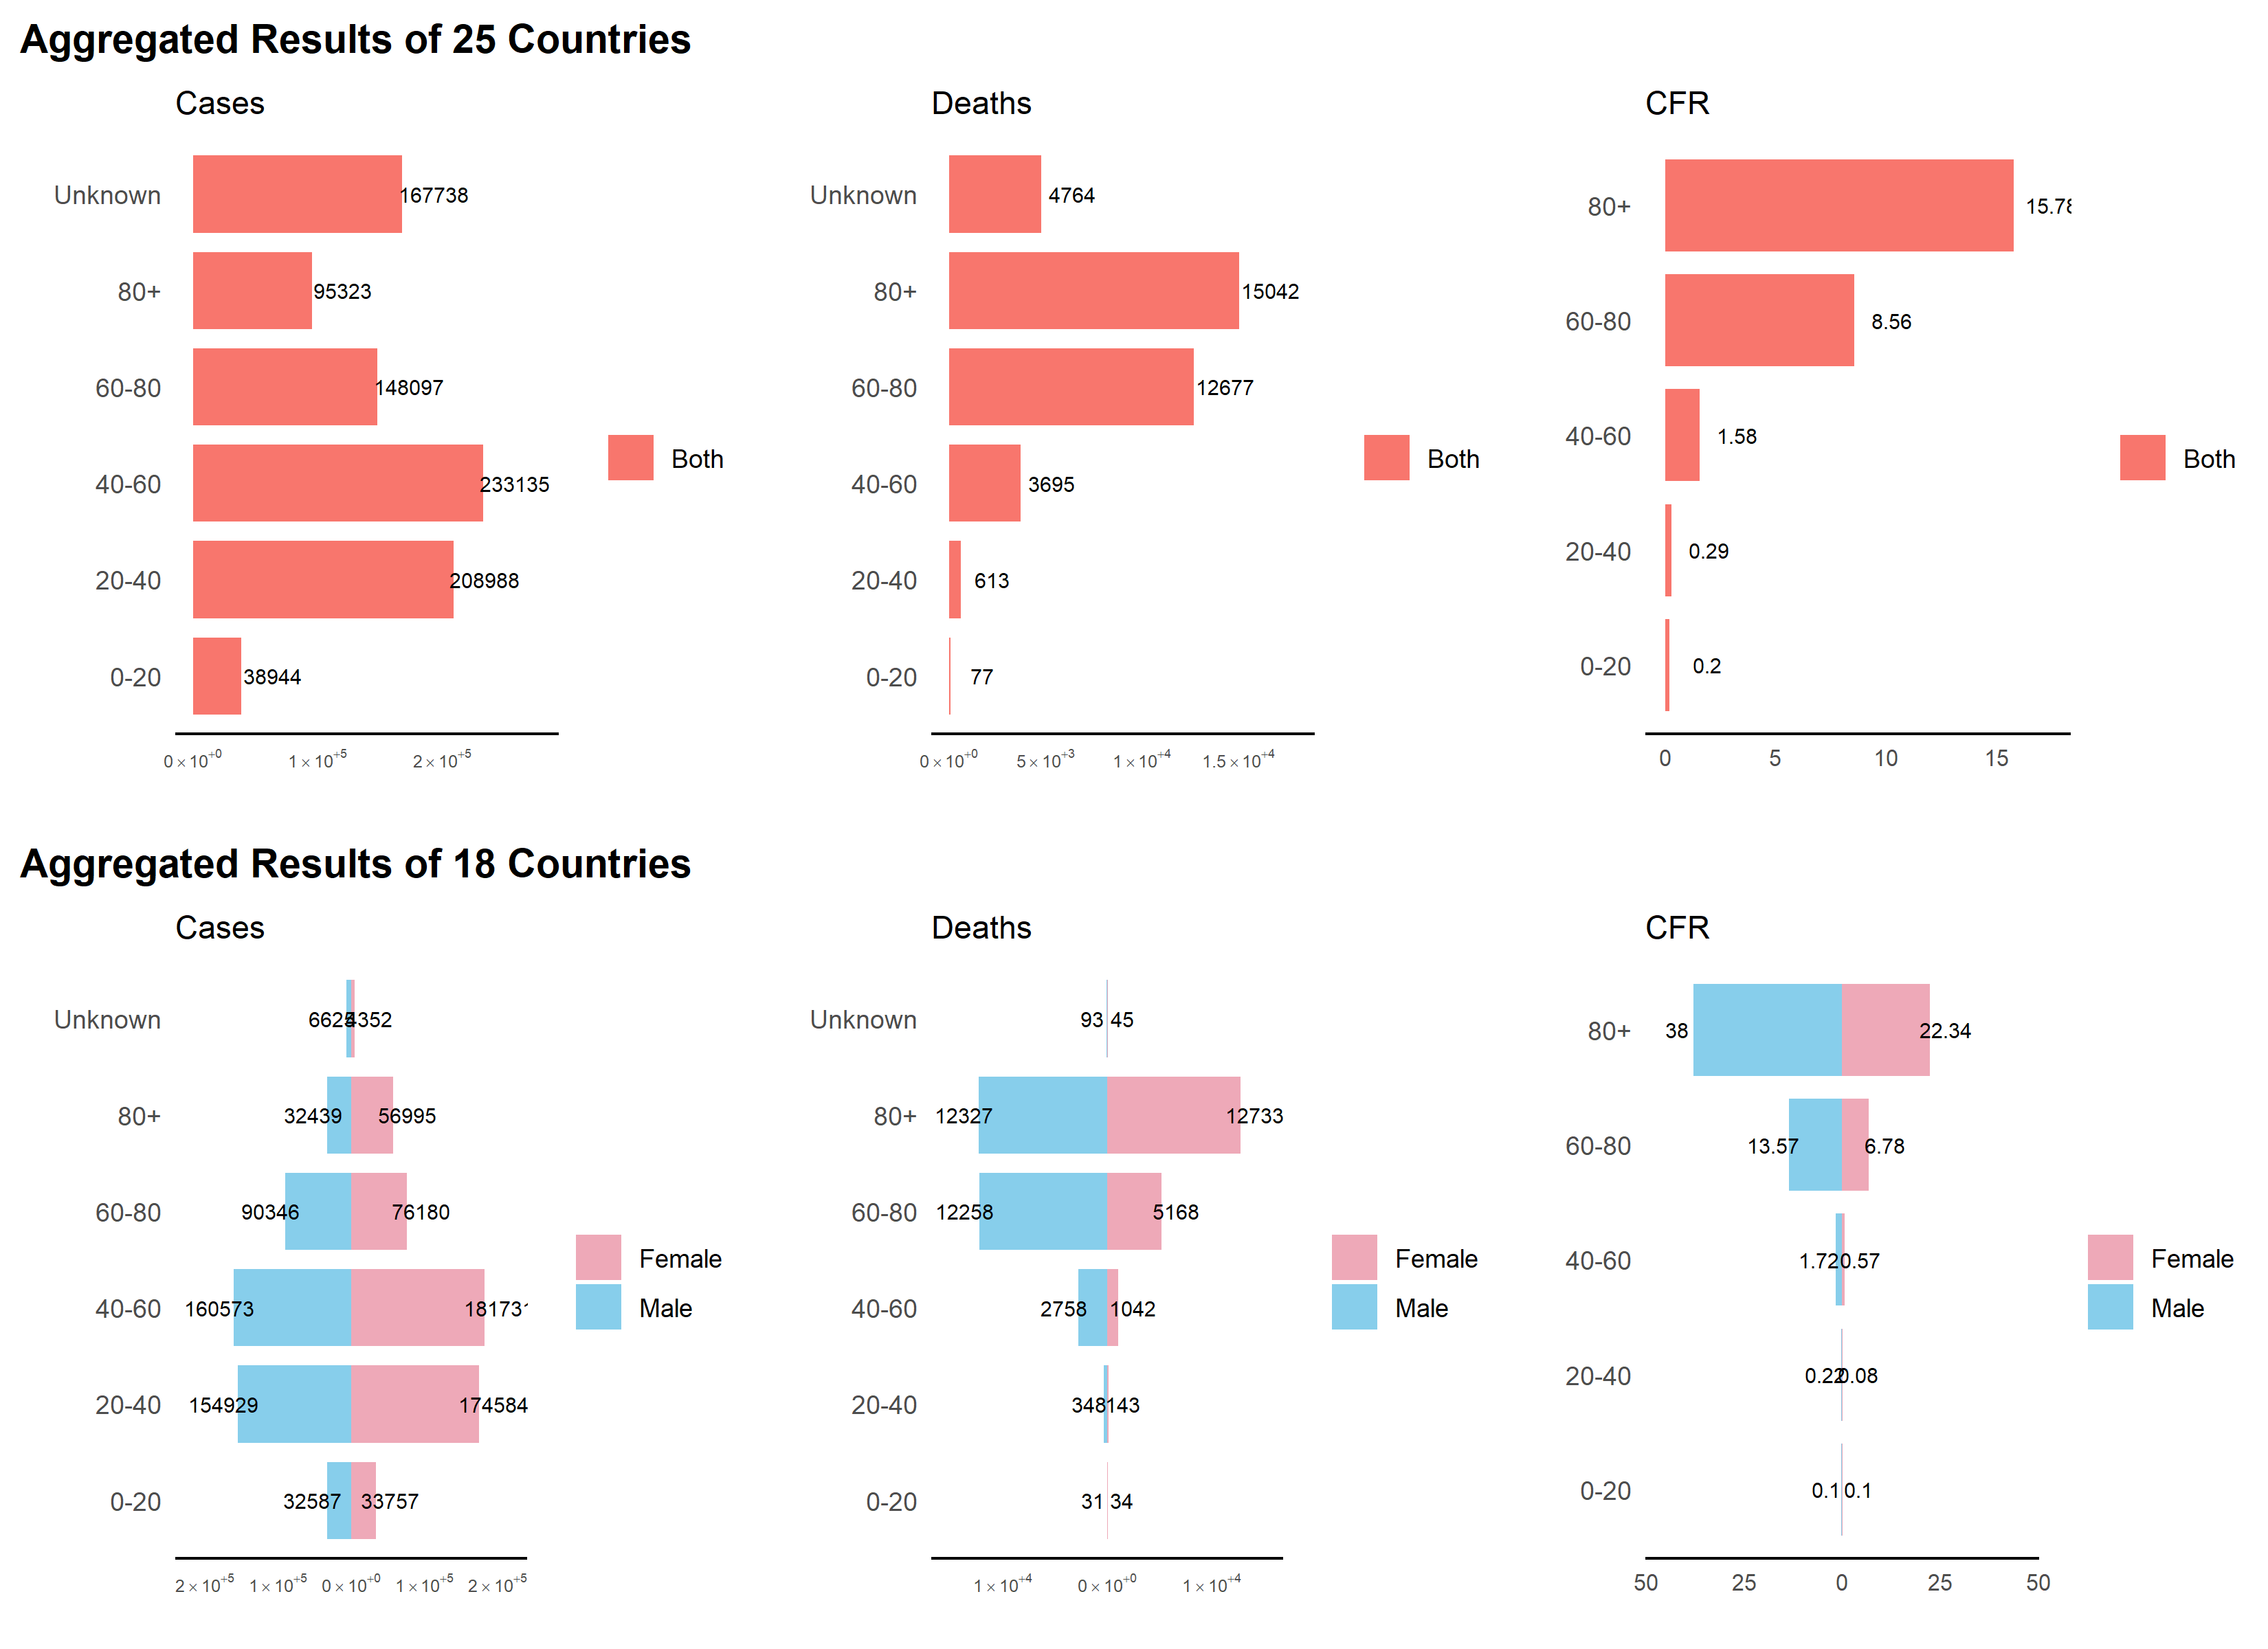 Aggregated Results of 25 Countries
Cases
Unknown 167738
80+ 95323
60-80 148097
40-60 233135
20-40 208988
0-20 38944
0×10⁺⁰ 1×10⁺⁵ 2×10⁺⁵
Both
Deaths
Unknown 4764
80+ 15042
60-80 12677
40-60 3695
20-40 613
0-20 77
0×10⁺⁰ 5×10⁺³ 1×10⁺⁴ 1.5×10⁺⁴
Both
CFR
80+ 15.78
60-80 8.56
40-60 1.58
20-40 0.29
0-20 0.2
0 5 10 15
Both
Aggregated Results of 18 Countries
Cases
Unknown 4352
80+ 32439 56995
60-80 90346 76180
40-60 160573 181731
20-40 154929 174584
0-20 32587 33757
2×10⁺⁵ 1×10⁺⁵ 0×10⁺⁰ 1×10⁺⁵ 2×10⁺⁵
Female
Male
Deaths
Unknown 93 45
80+ 12327 12733
60-80 12258 5168
40-60 2758 1042
20-40 348 143
0-20 31 34
1×10⁺⁴ 0×10⁺⁰ 1×10⁺⁴
Female
Male
CFR
80+ 38 22.34
60-80 13.57 6.78
40-60 1.72 0.57
20-40 0.22 0.08
0-20 0.1 0.1
50 25 0 25 50
Female
Male